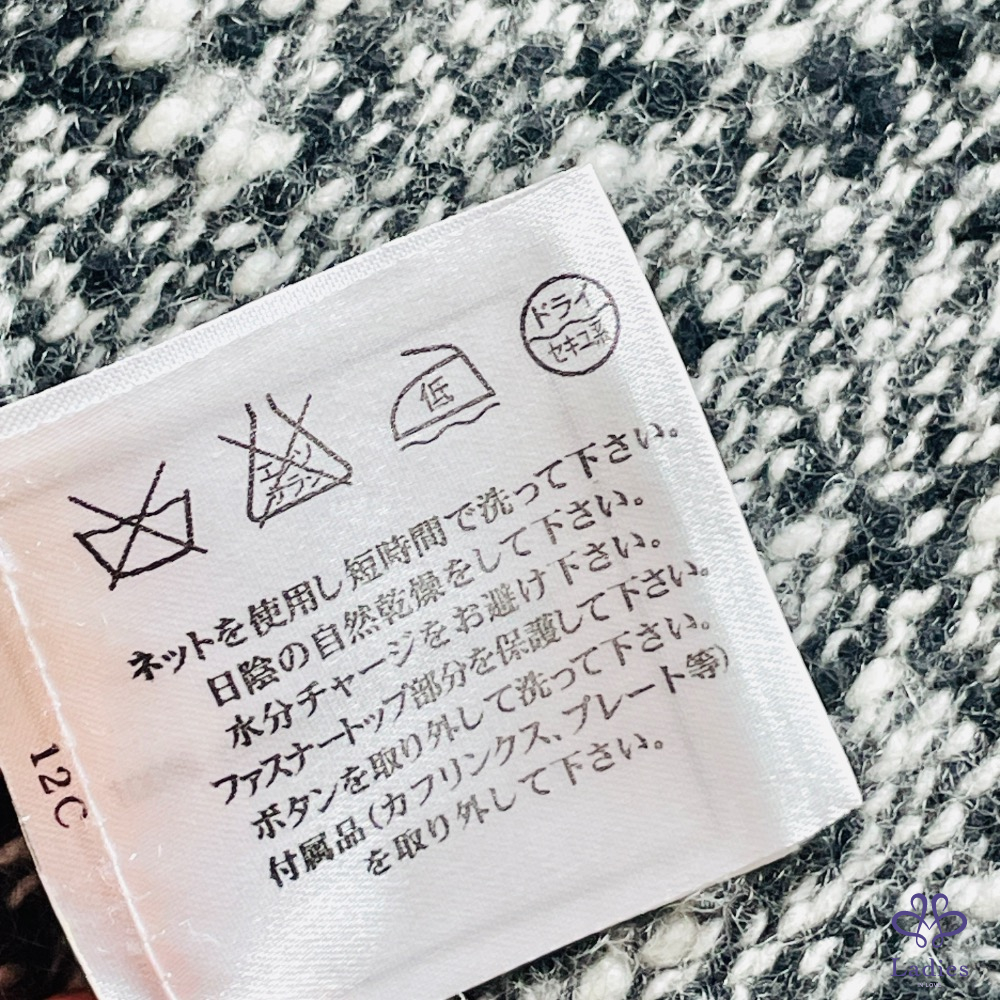 ドライ
セキユ系
低
エンソ
サラシ
ネットを使用し短時間で洗って下さい。
日陰の自然乾燥をして下さい。
水分チャージをお避け下さい。
ファスナートップ部分を保護して下さい。
ボタンを取り外して洗って下さい。
付属品(カフリンクス、プレート等)
を取り外して下さい。
12C
Ladies
IN LOVE